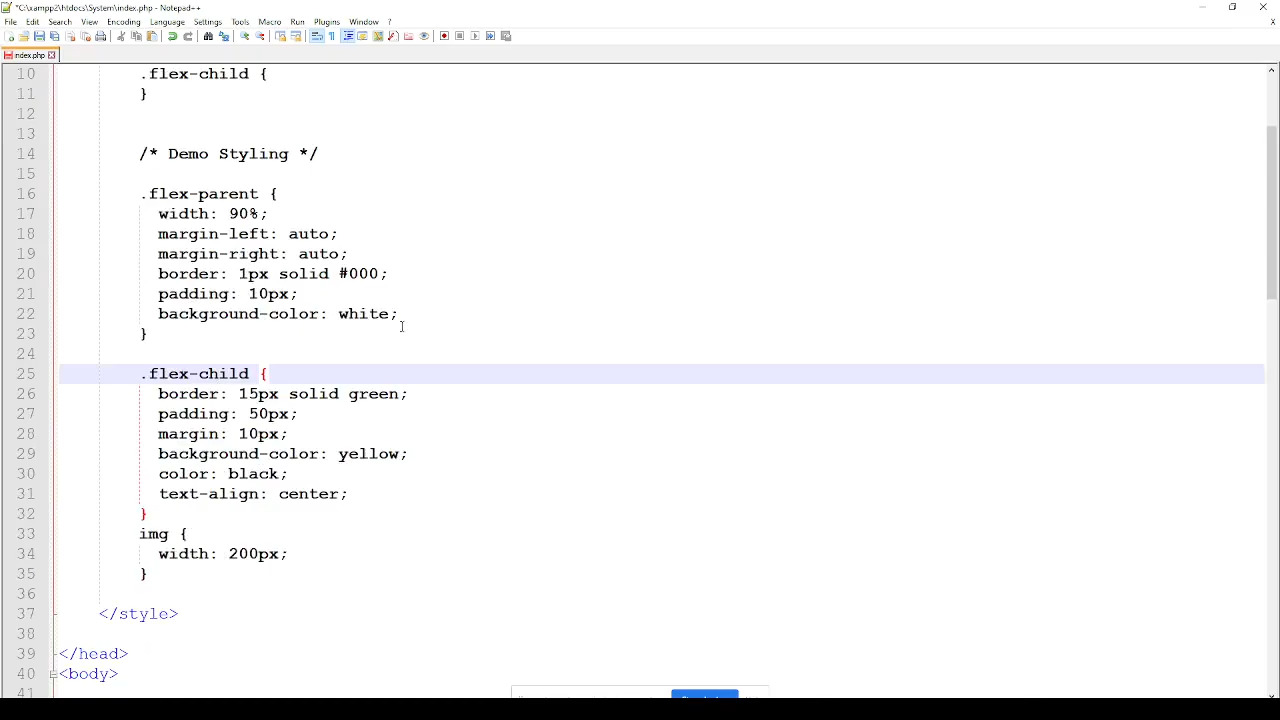 *C:\xampp2\htdocs\System\index.php - Notepad++
File Edit Search View Encoding Language Settings Tools Macro Run Plugins Window ?
index.php
10 .flex-child {
11 }
12
13
14 /* Demo Styling */
15
16 .flex-parent {
17 width: 90%;
18 margin-left: auto;
19 margin-right: auto;
20 border: 1px solid #000;
21 padding: 10px;
22 background-color: white;
23 }
24
25 .flex-child {
26 border: 15px solid green;
27 padding: 50px;
28 margin: 10px;
29 background-color: yellow;
30 color: black;
31 text-align: center;
32 }
33 img {
34 width: 200px;
35 }
36
37 </style>
38
39 </head>
40 <body>
41